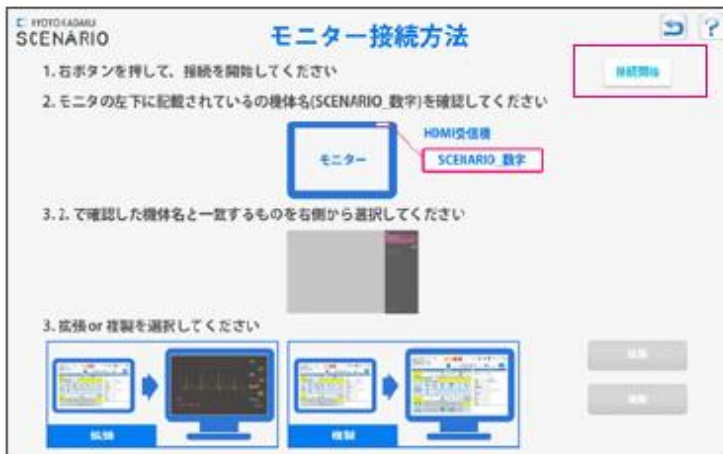 KYOTO KAGAKU
SCENARIO
モニター接続方法
?
1. 右ボタンを押して、接続を開始してください
接続開始
2. モニタの左下に記載されているの機体名(SCENARIO_数字)を確認してください
モニター
HDMI受信機
SCENARIO_数字
3. 2. で確認した機体名と一致するものを右側から選択してください
3. 拡張 or 複製を選択してください
拡張
複製